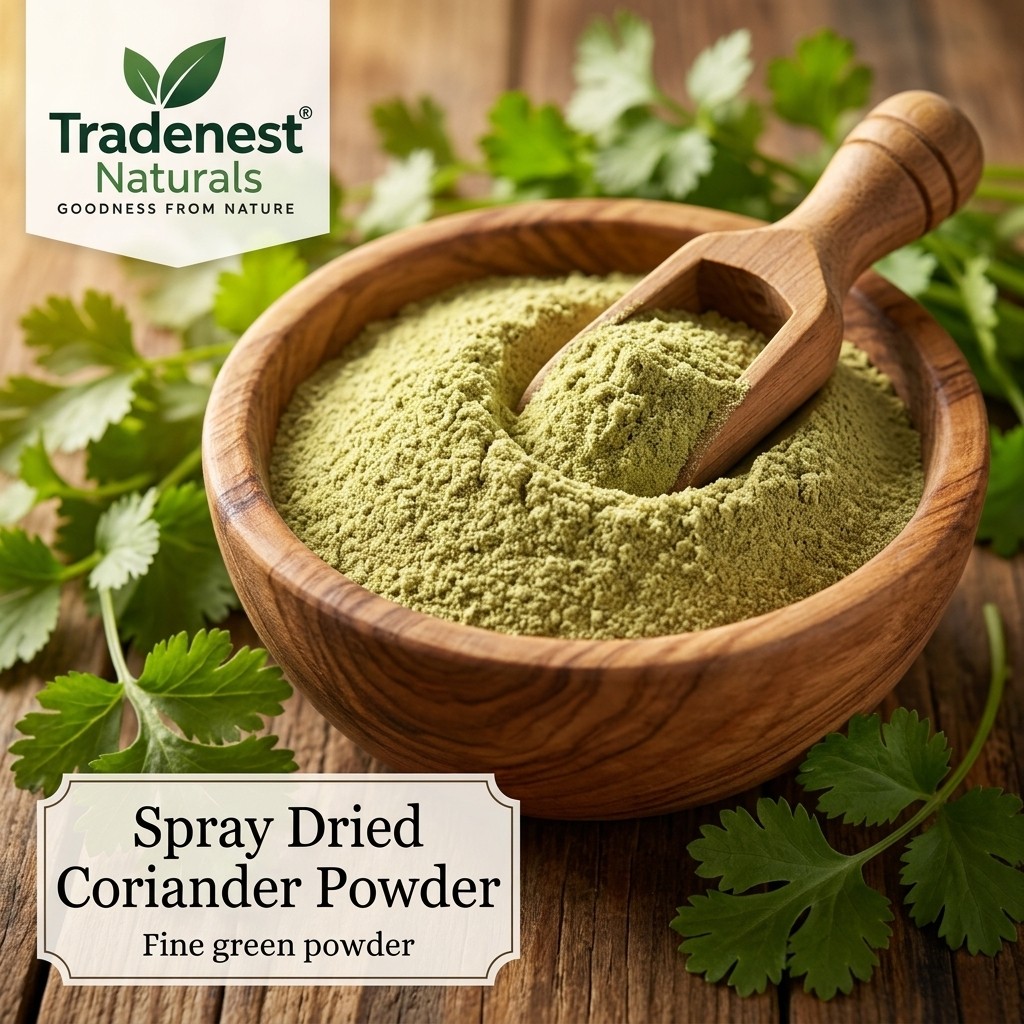 Tradenest®
Naturals
GOODNESS FROM NATURE
Spray Dried
Coriander Powder
Fine green powder